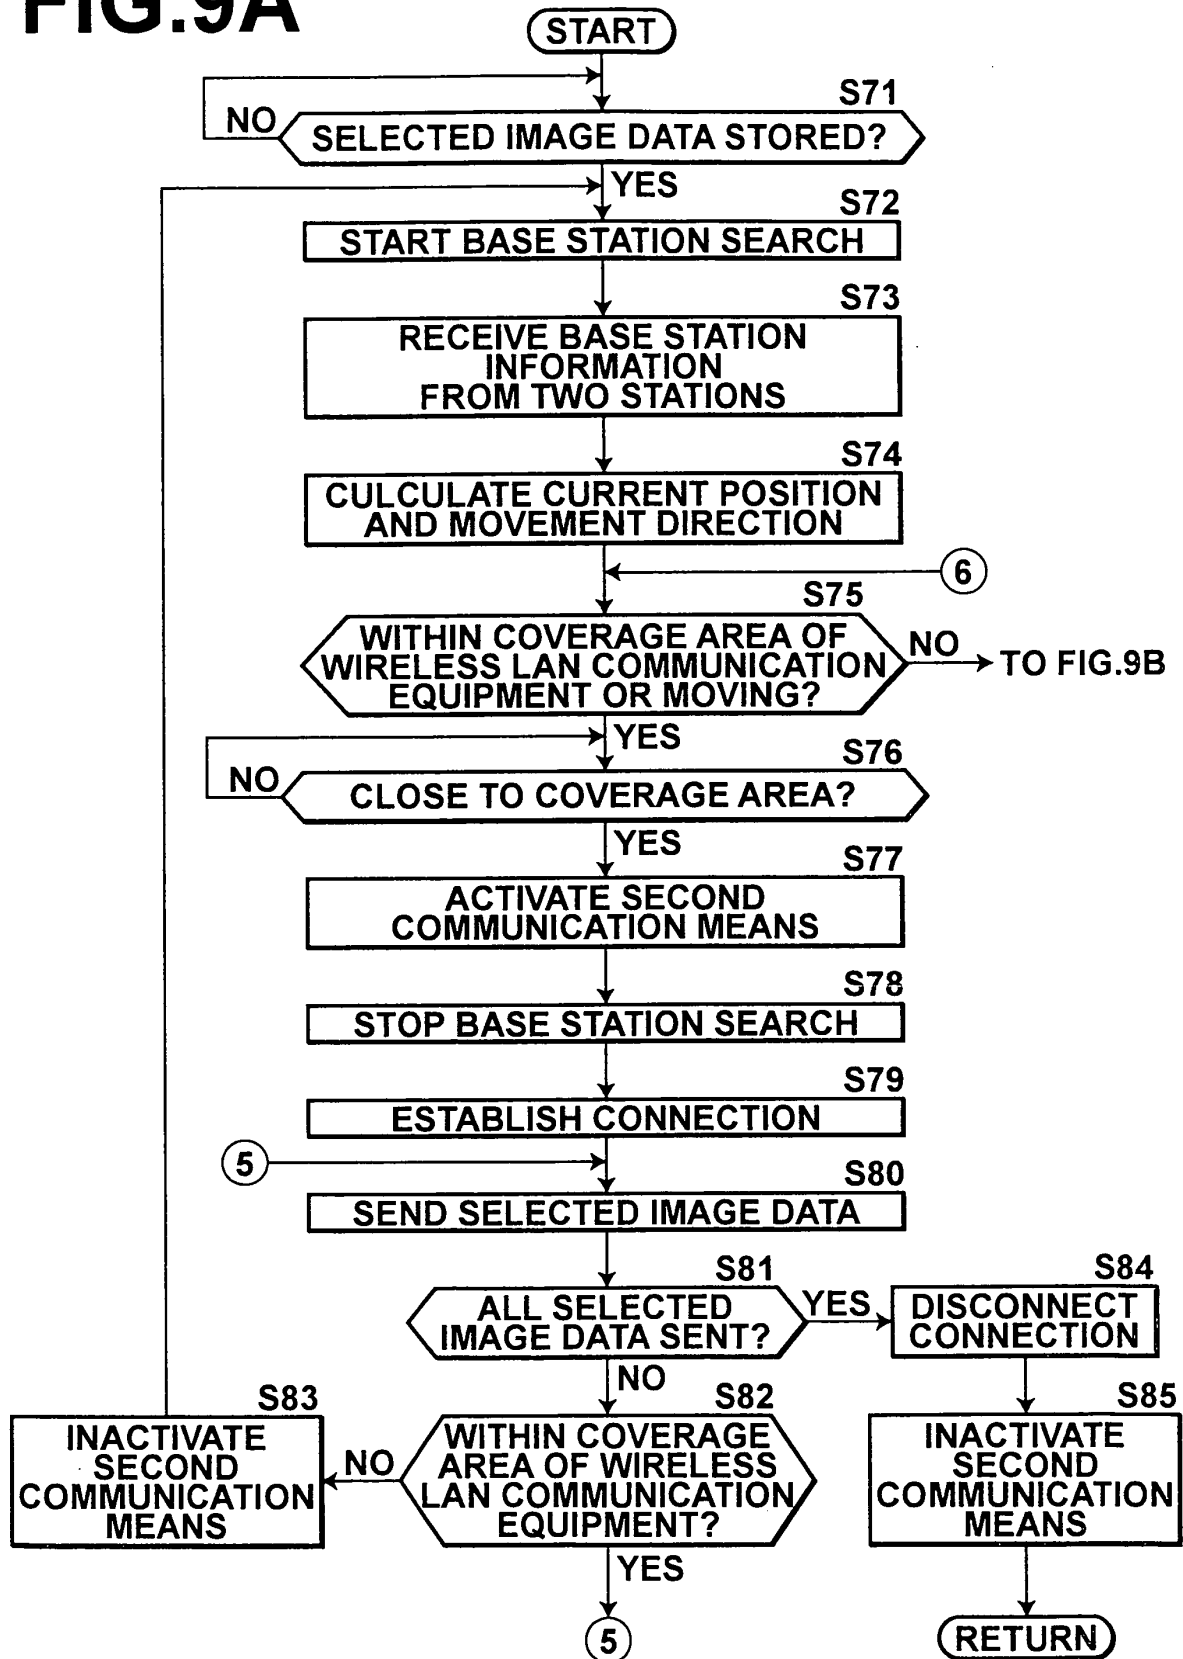 FIG.9A
START
S71
NO
SELECTED IMAGE DATA STORED?
YES
S72
START BASE STATION SEARCH
S73
RECEIVE BASE STATION
INFORMATION
FROM TWO STATIONS
S74
CULCULATE CURRENT POSITION
AND MOVEMENT DIRECTION
6
S75
WITHIN COVERAGE AREA OF
WIRELESS LAN COMMUNICATION
EQUIPMENT OR MOVING?
NO
TO FIG.9B
YES
S76
NO
CLOSE TO COVERAGE AREA?
YES
S77
ACTIVATE SECOND
COMMUNICATION MEANS
S78
STOP BASE STATION SEARCH
S79
ESTABLISH CONNECTION
5
S80
SEND SELECTED IMAGE DATA
S81
ALL SELECTED
IMAGE DATA SENT?
YES
S84
DISCONNECT
CONNECTION
NO
S83
INACTIVATE
SECOND
COMMUNICATION
MEANS
NO
S82
WITHIN COVERAGE
AREA OF WIRELESS
LAN COMMUNICATION
EQUIPMENT?
S85
INACTIVATE
SECOND
COMMUNICATION
MEANS
YES
5
RETURN